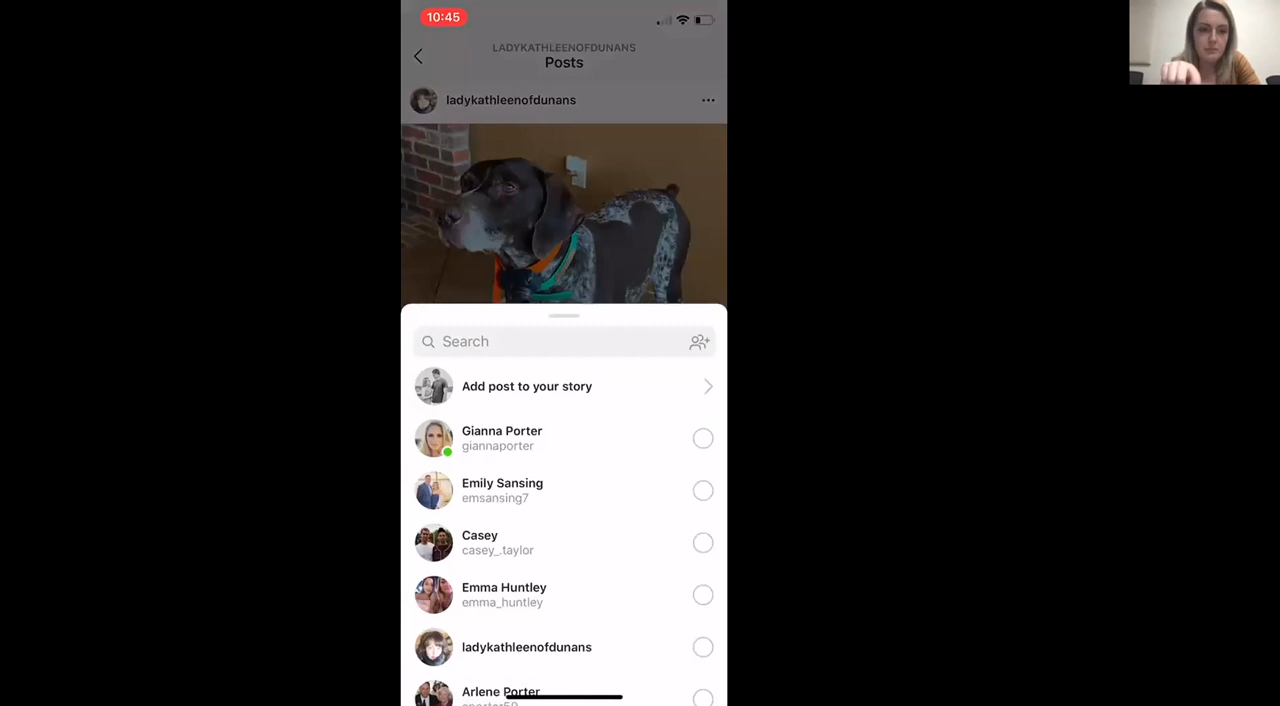 10:45
LADYKATHLEENOFDUNANS
Posts
ladykathleenofdunans
Search
Add post to your story
Gianna Porter
giannaporter
Emily Sansing
emsansing7
Casey
casey_.taylor
Emma Huntley
emma_huntley
ladykathleenofdunans
Arlene Porter